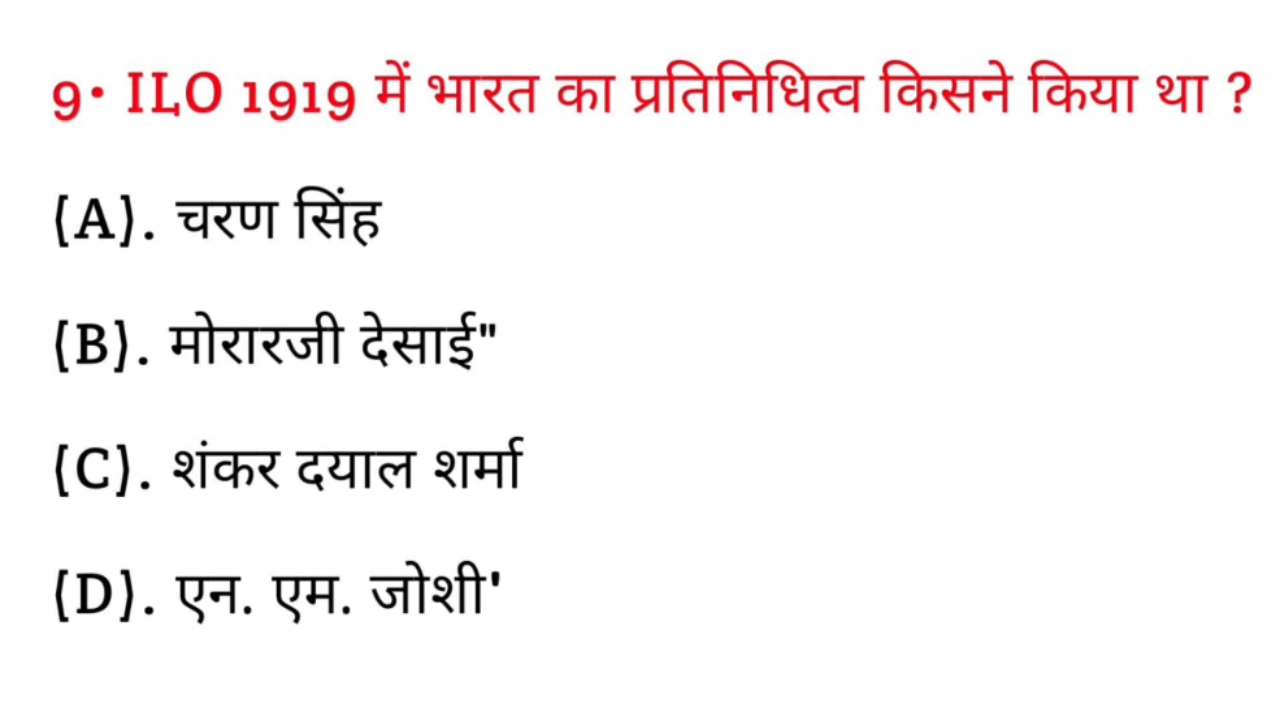 9• ILO 1919 में भारत का प्रतिनिधित्व किसने किया था ?
(A). चरण सिंह
(B). मोरारजी देसाई"
(C). शंकर दयाल शर्मा
(D). एन. एम. जोशी'